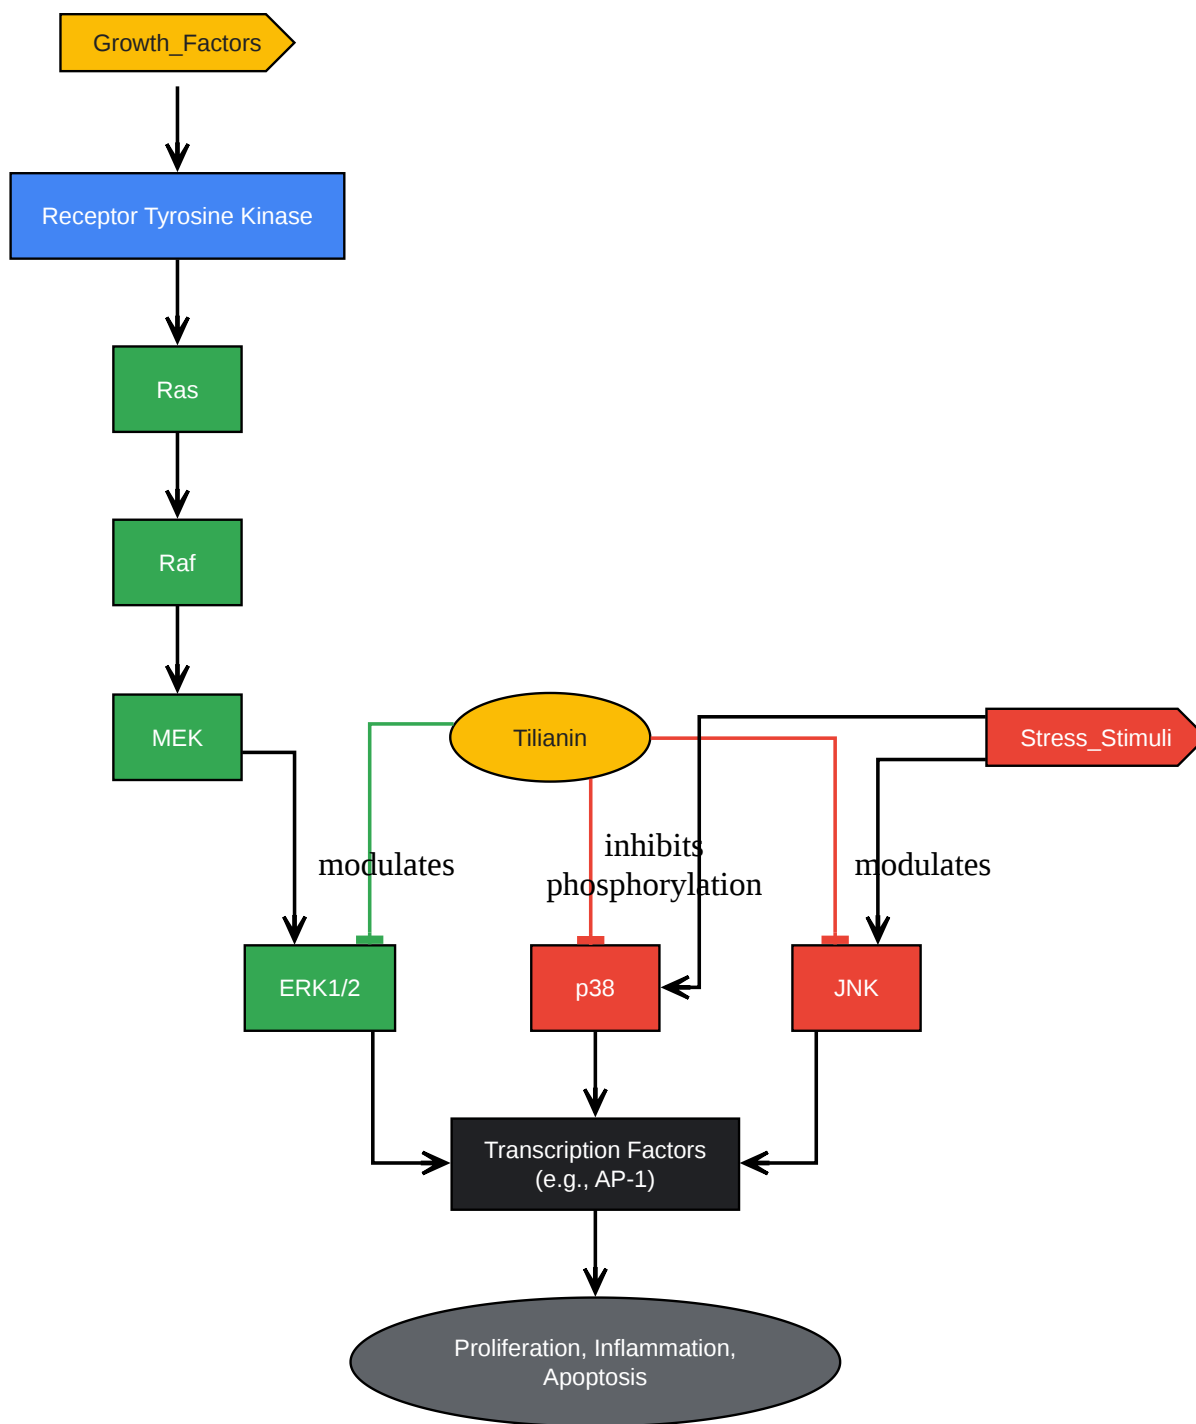 Growth_Factors
Receptor Tyrosine Kinase
Ras
Raf
MEK
Tilianin
Stress_Stimuli
modulates
inhibits
phosphorylation
modulates
ERK1/2
p38
JNK
Transcription Factors
(e.g., AP-1)
Proliferation, Inflammation,
Apoptosis